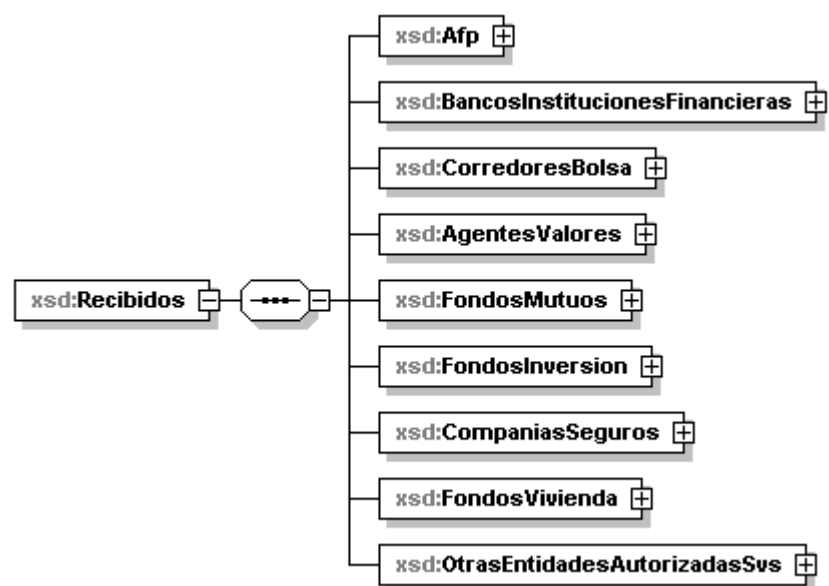 xsd:Afp
xsd:BancosInstitucionesFinancieras
xsd:CorredoresBolsa
xsd:AgentesValores
xsd:Recibidos
xsd:FondosMutuos
xsd:FondosInversion
xsd:CompaniasSeguros
xsd:FondosVivienda
xsd:OtrasEntidadesAutorizadasSvs